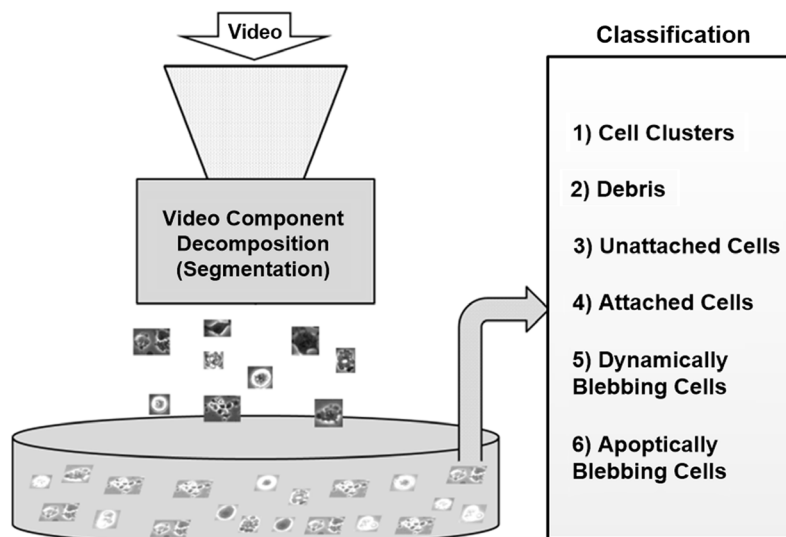 Video
Video Component
Decomposition
(Segmentation)
Classification
1) Cell Clusters
2) Debris
3) Unattached Cells
4) Attached Cells
5) Dynamically
Blebbing Cells
6) Apoptically
Blebbing Cells